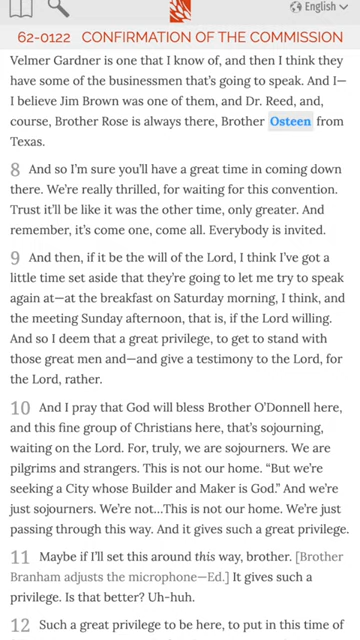 English
62-0122 CONFIRMATION OF THE COMMISSION
Velmer Gardner is one that I know of, and then I think they
have some of the businessmen that's going to speak. And I—
I believe Jim Brown was one of them, and Dr. Reed, and,
course, Brother Rose is always there, Brother Osteen from
Texas.
8 And so I'm sure you'll have a great time in coming down
there. We're really thrilled, for waiting for this convention.
Trust it'll be like it was the other time, only greater. And
remember, it's come one, come all. Everybody is invited.
9 And then, if it be the will of the Lord, I think I've got a
little time set aside that they're going to let me try to speak
again at—at the breakfast on Saturday morning, I think, and
the meeting Sunday afternoon, that is, if the Lord willing.
And so I deem that a great privilege, to get to stand with
those great men and—and give a testimony to the Lord, for
the Lord, rather.
10 And I pray that God will bless Brother O'Donnell here,
and this fine group of Christians here, that's sojourning,
waiting on the Lord. For, truly, we are sojourners. We are
pilgrims and strangers. This is not our home. “But we're
seeking a City whose Builder and Maker is God.” And we're
just sojourners. We're not…This is not our home. We're just
passing through this way. And it gives such a great privilege.
11 Maybe if I'll set this around this way, brother. [Brother
Branham adjusts the microphone—Ed.] It gives such a
privilege. Is that better? Uh-huh.
12 Such a great privilege to be here, to put in this time of